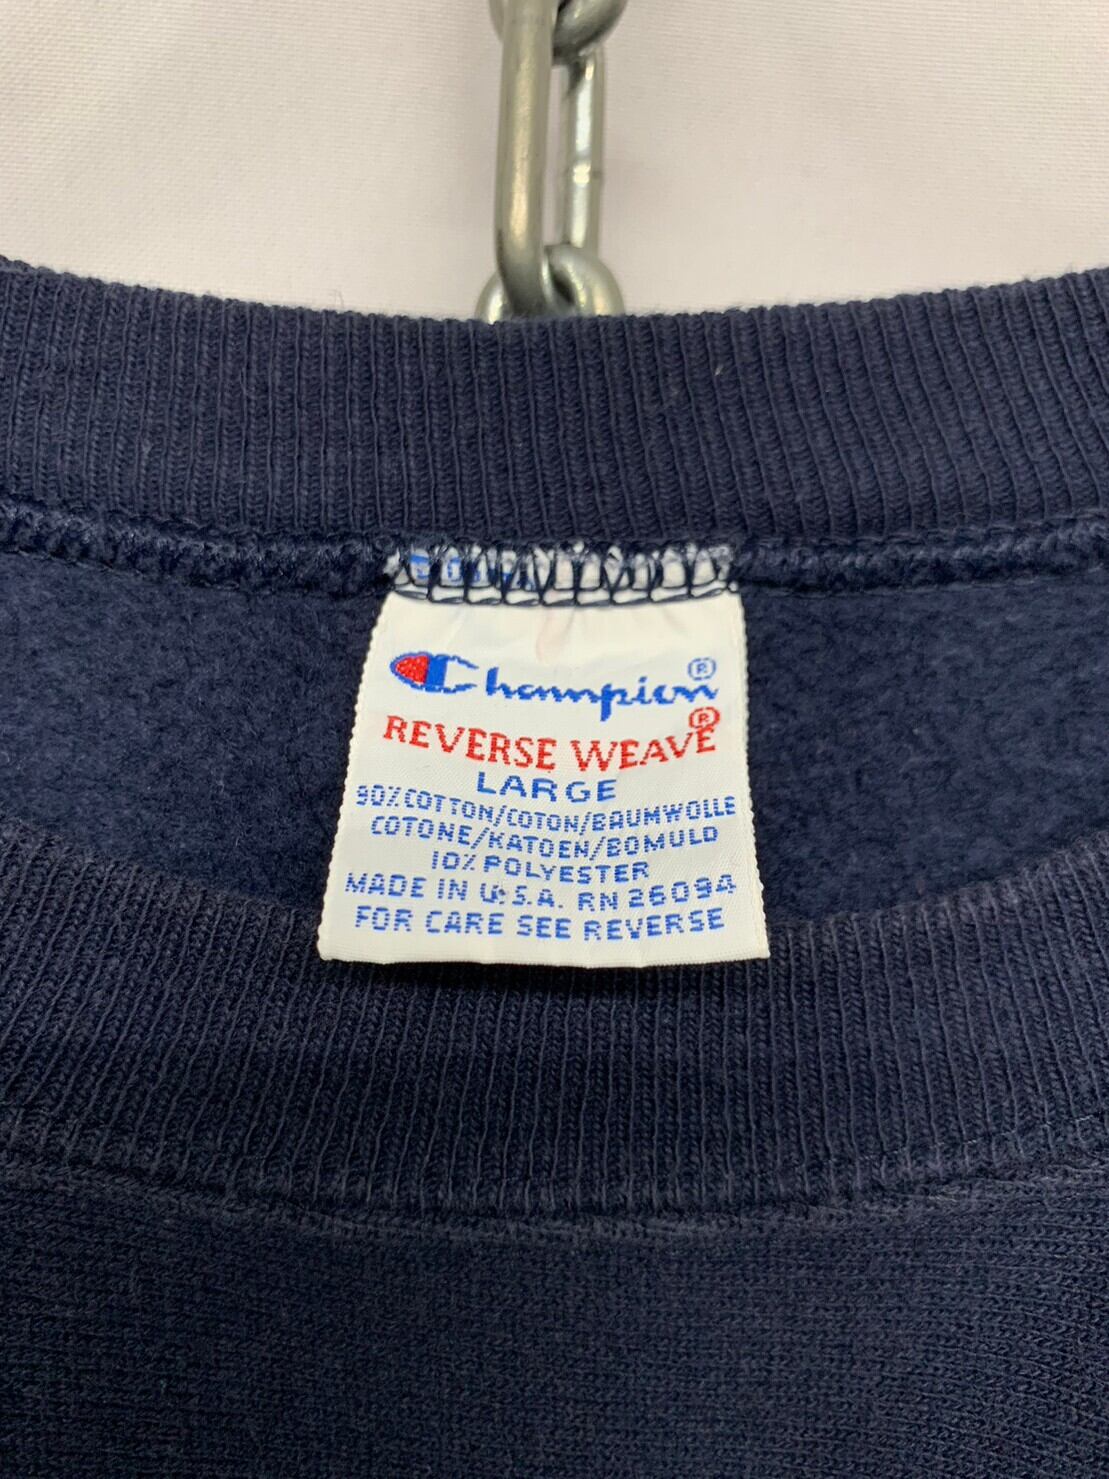 Champion®
REVERSE WEAVE®
LARGE
90% COTTON/COTON/BAUMWOLLE
COTONE/KATOEN/BOMULD
10% POLYESTER
MADE IN U.S.A. RN 26094
FOR CARE SEE REVERSE